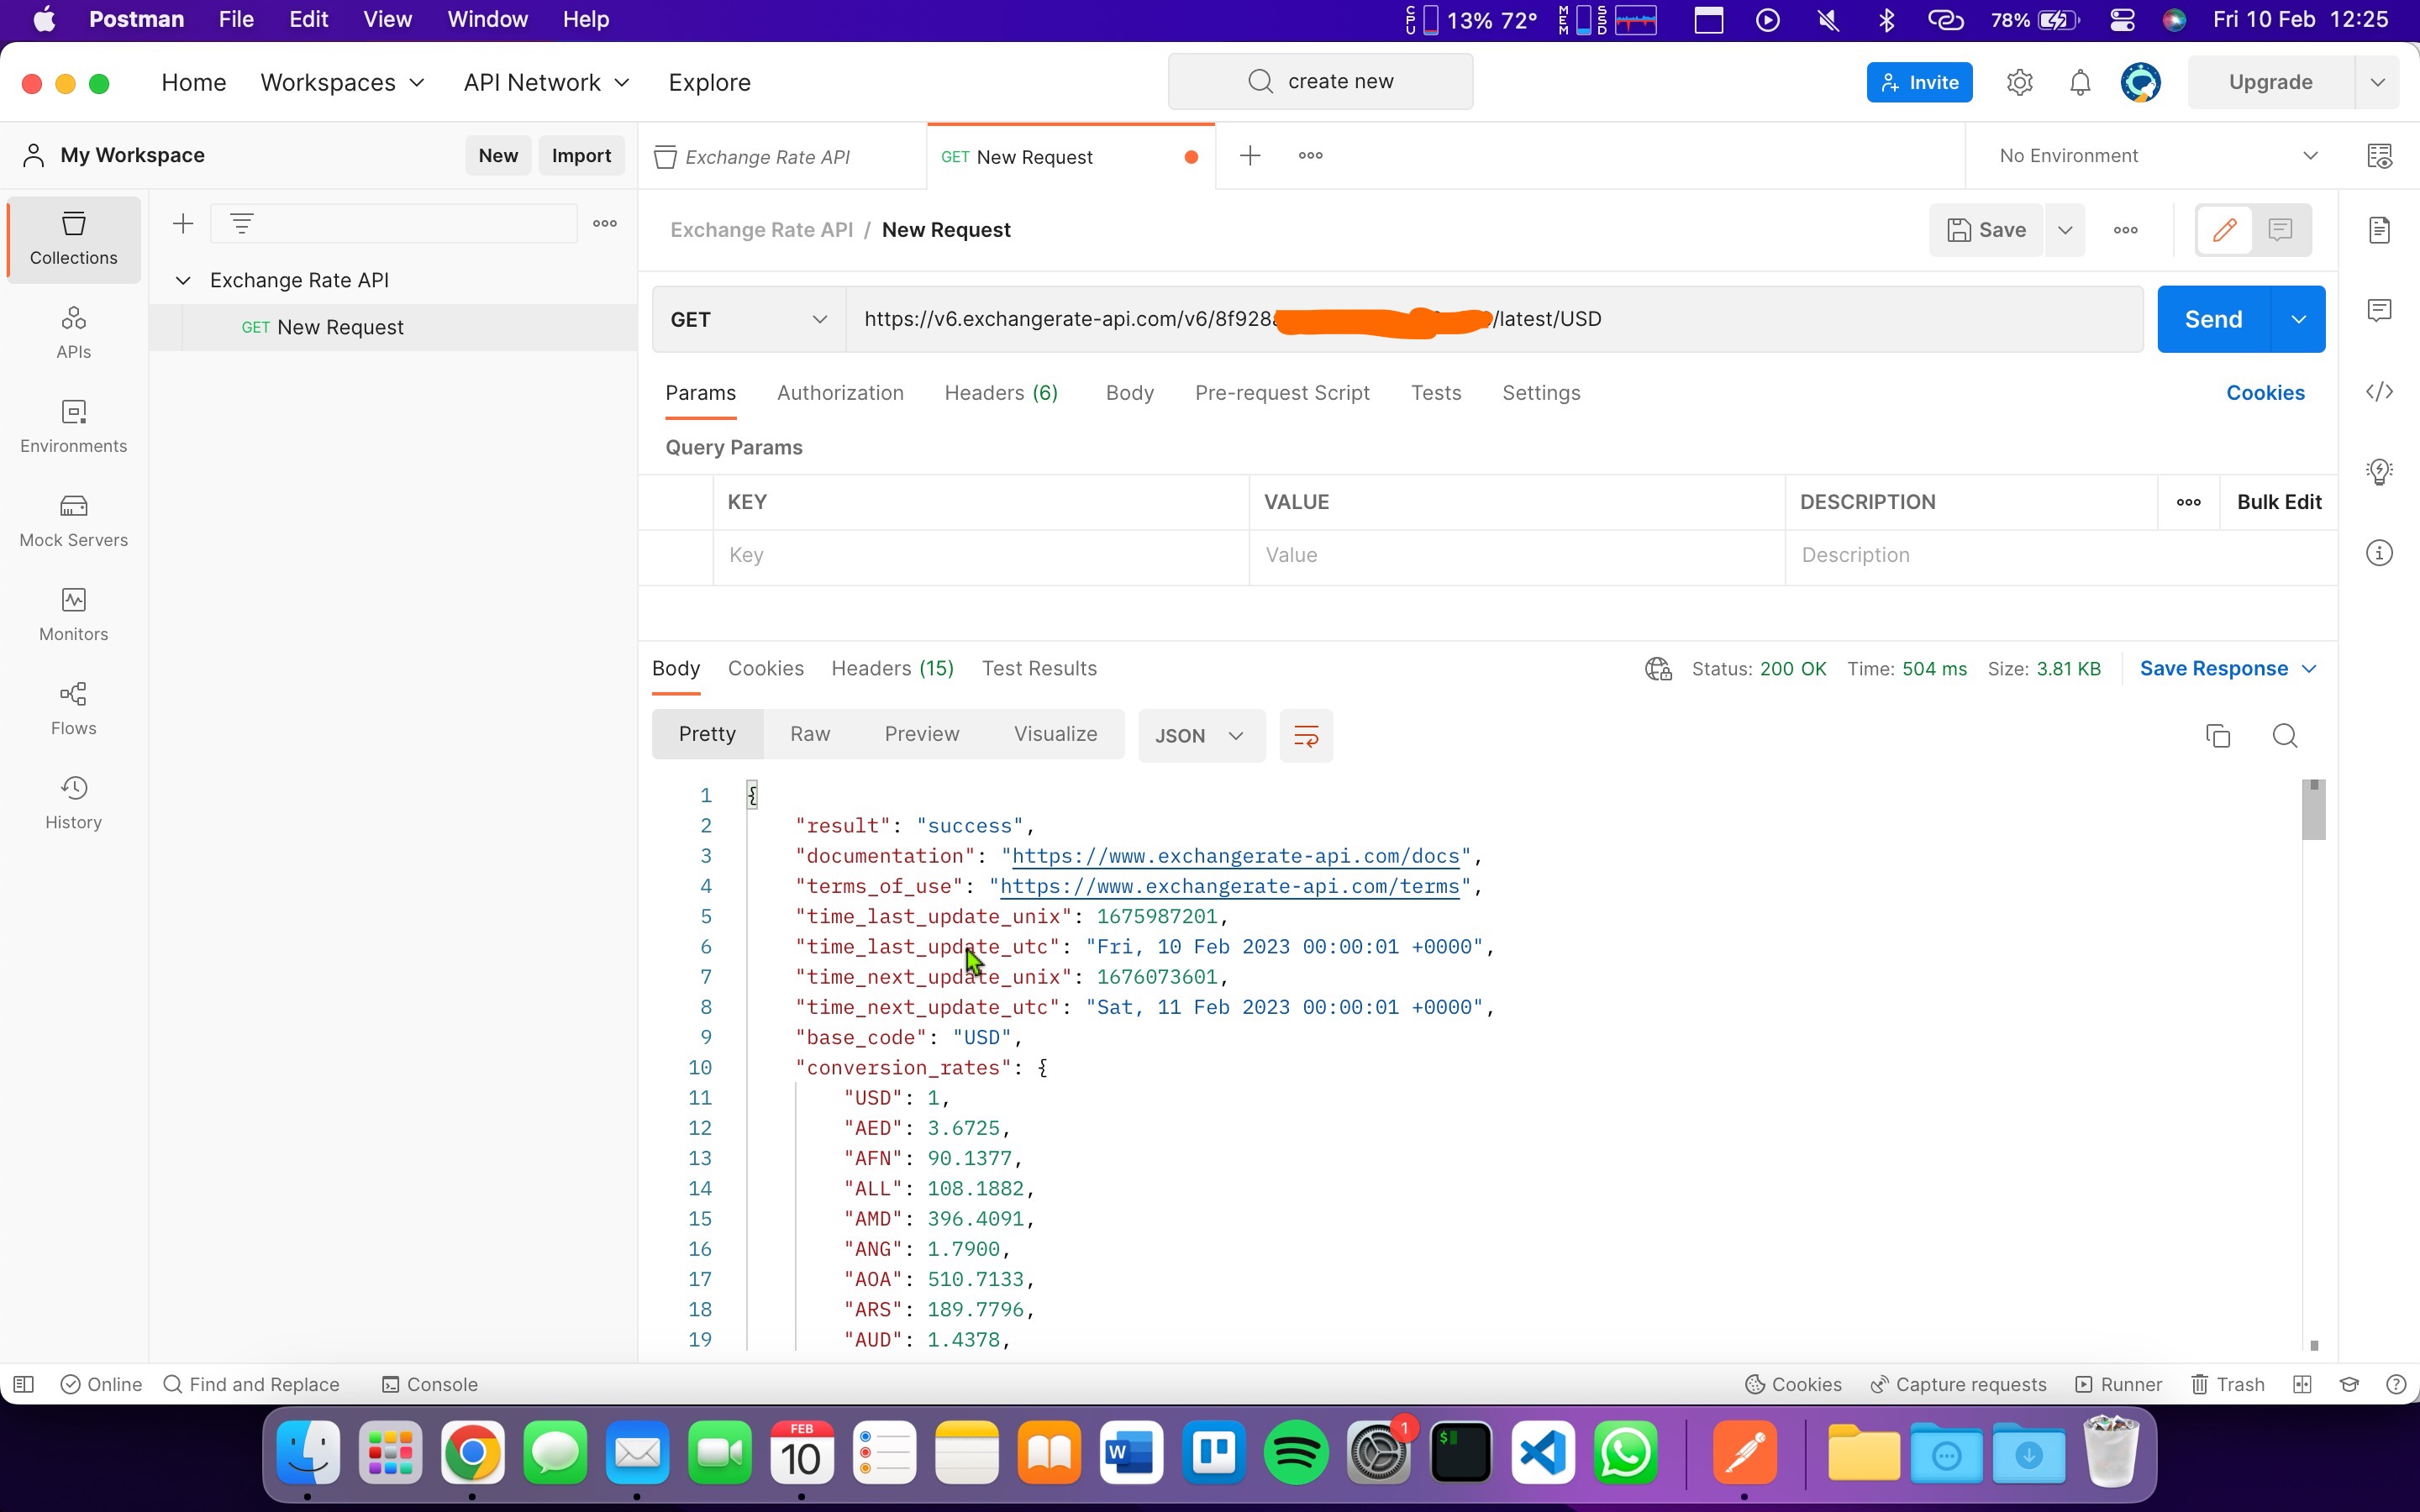 Postman File Edit View Window Help CPU 13% 72° MEM SSD 78% Fri 10 Feb 12:25
Home Workspaces API Network Explore create new Invite Upgrade
My Workspace New Import Exchange Rate API GET New Request No Environment
Collections
APIs
Environments
Mock Servers
Monitors
Flows
History
Exchange Rate API
GET New Request
Exchange Rate API / New Request Save
GET https://v6.exchangerate-api.com/v6/8f928 /latest/USD Send
Params Authorization Headers (6) Body Pre-request Script Tests Settings Cookies
Query Params
KEY VALUE DESCRIPTION Bulk Edit
Key Value Description
Body Cookies Headers (15) Test Results Status: 200 OK Time: 504 ms Size: 3.81 KB Save Response
Pretty Raw Preview Visualize JSON
1 {
2 "result": "success",
3 "documentation": "https://www.exchangerate-api.com/docs",
4 "terms_of_use": "https://www.exchangerate-api.com/terms",
5 "time_last_update_unix": 1675987201,
6 "time_last_update_utc": "Fri, 10 Feb 2023 00:00:01 +0000",
7 "time_next_update_unix": 1676073601,
8 "time_next_update_utc": "Sat, 11 Feb 2023 00:00:01 +0000",
9 "base_code": "USD",
10 "conversion_rates": {
11 "USD": 1,
12 "AED": 3.6725,
13 "AFN": 90.1377,
14 "ALL": 108.1882,
15 "AMD": 396.4091,
16 "ANG": 1.7900,
17 "AOA": 510.7133,
18 "ARS": 189.7796,
19 "AUD": 1.4378,
Online Find and Replace Console Cookies Capture requests Runner Trash
FEB
10
W
1
$